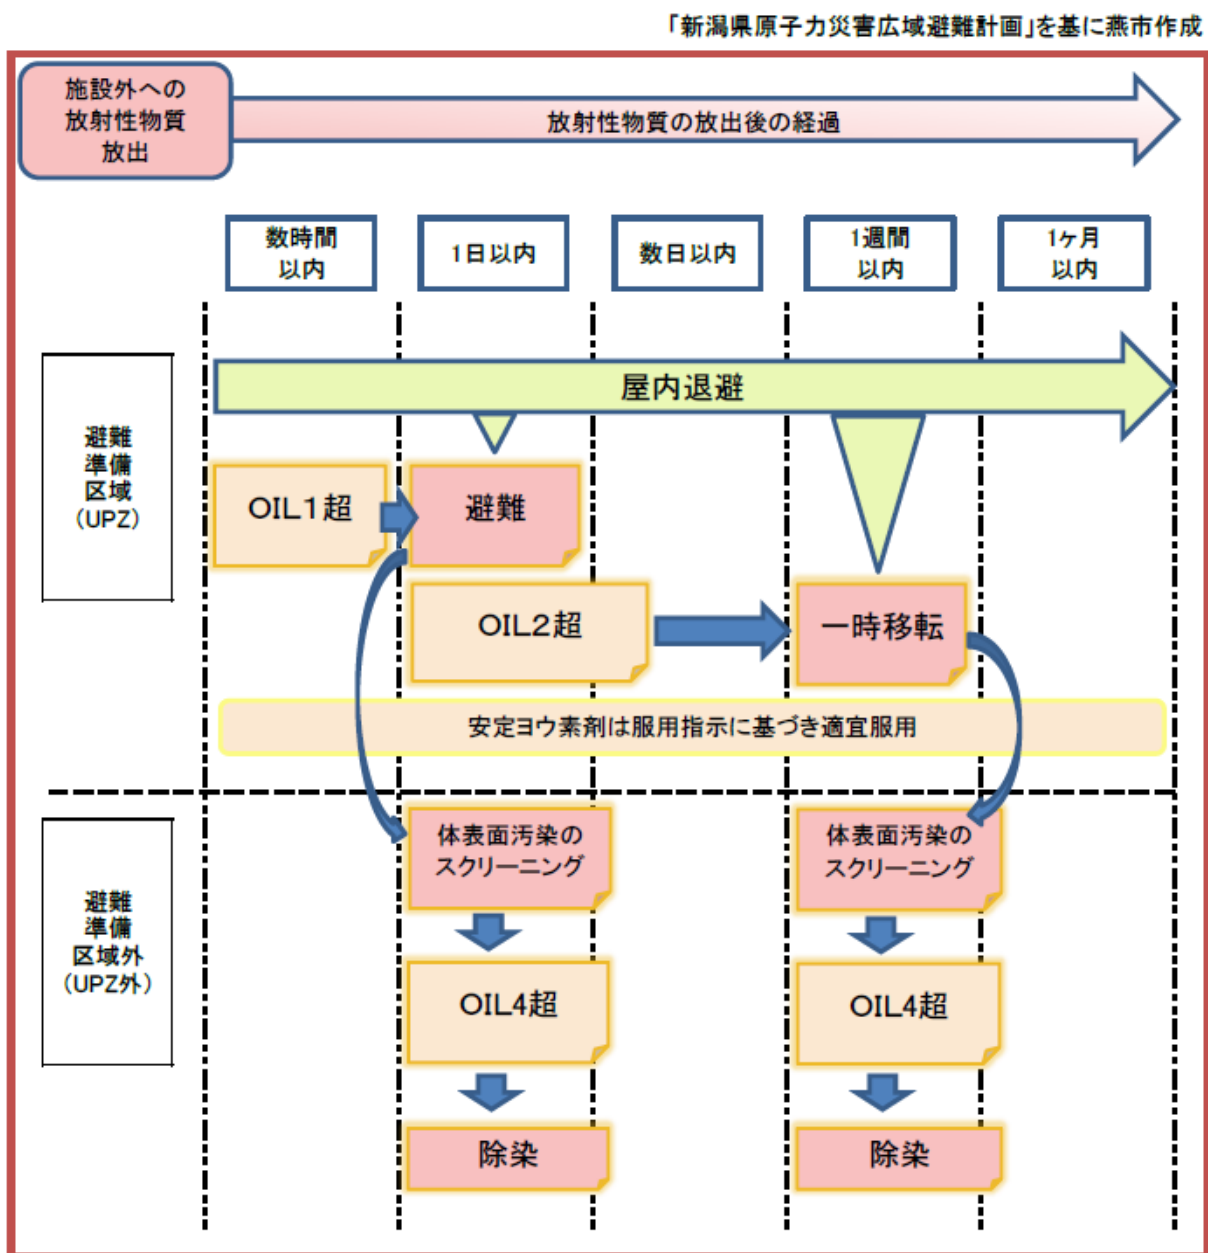 「新潟県原子力災害広域避難計画」を基に燕市作成
施設外への
放射性物質
放出
放射性物質の放出後の経過
数時間
以内
1日以内
数日以内
1週間
以内
1ヶ月
以内
屋内退避
避難
準備
区域
(UPZ)
OIL1超
避難
OIL2超
一時移転
安定ヨウ素剤は服用指示に基づき適宜服用
避難
準備
区域外
(UPZ外)
体表面汚染の
スクリーニング
体表面汚染の
スクリーニング
OIL4超
OIL4超
除染
除染